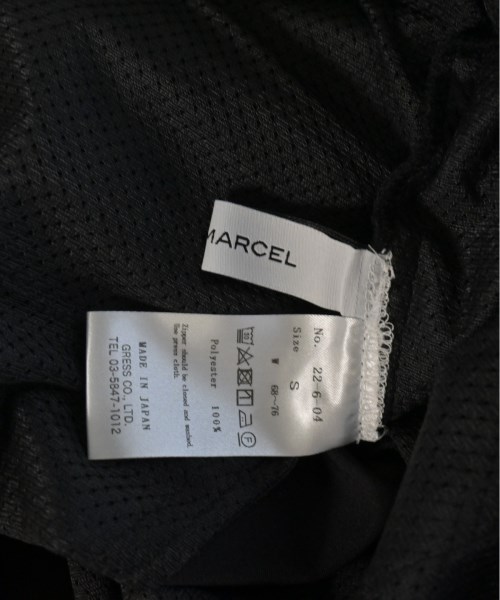 MARCEL
No. 22-6-04
Size S
W 68~76
Polyester 100%
Zipper should be closed and washed.
Use press cloth.
MADE IN JAPAN
GRESS CO., LTD.
TEL 03-5847-1012